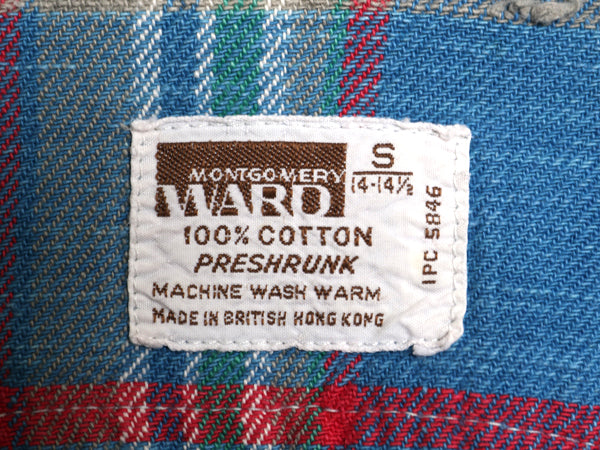 MONTGOMERY
WARD
S
14-14½
100% COTTON
PRESHRUNK
MACHINE WASH WARM
MADE IN BRITISH HONG KONG
IPC 5846